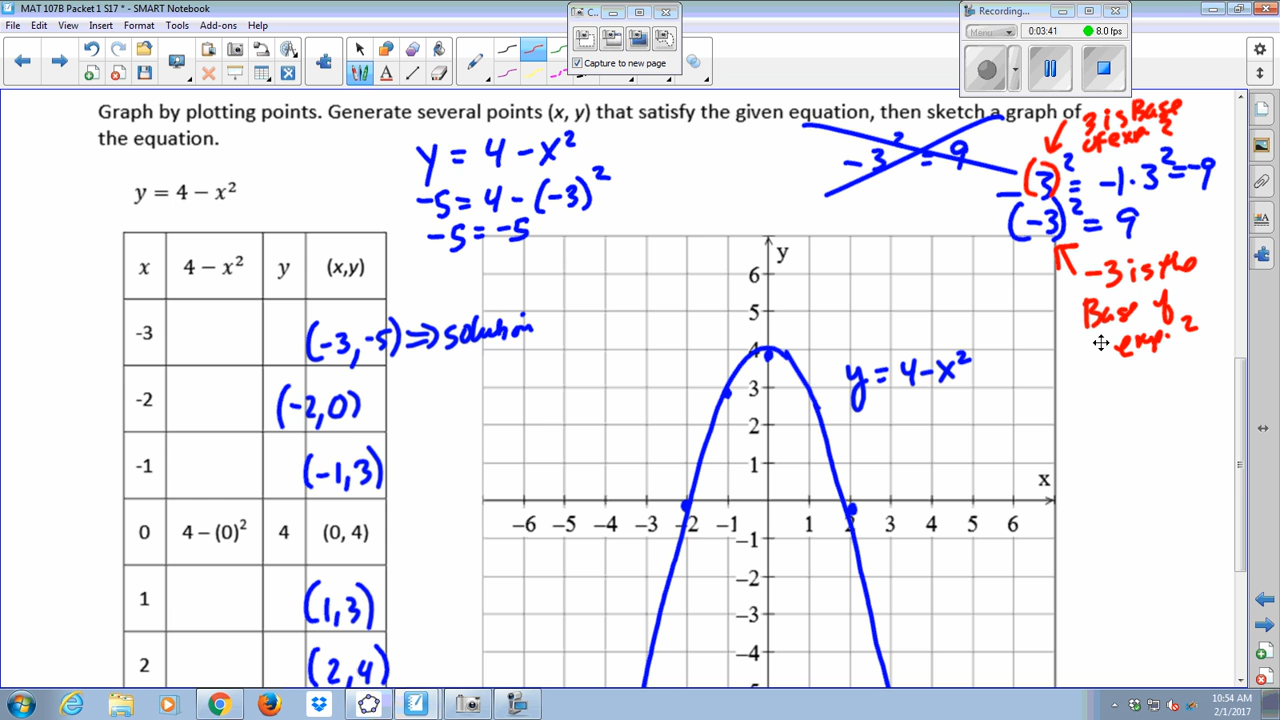 MAT 107B Packet 1 S17 * - SMART Notebook
File Edit View Insert Format Tools Add-ons Help
C..
Capture to new page
Recording...
Menu
0:03:41
8.0 fps
Graph by plotting points. Generate several points (x, y) that satisfy the given equation, then sketch a graph of
the equation.
y = 4 − x²
y = 4 - x²
-5 = 4 - (-3)²
-5 = -5
-3² = 9
3 is Base
of exp 2
-(3)² = -1·3² = -9
(-3)² = 9
-3 is the
Base of
exp. 2
x 4 − x² y (x,y)
-3 (-3,-5) ⇒ solution
-2 (-2,0)
-1 (-1,3)
0 4 − (0)² 4 (0, 4)
1 (1,3)
2 (2,4)
y
6
5
4
3
2
1
x
−6 −5 −4 −3 −2 −1 1 2 3 4 5 6
−1
−2
−3
−4
y = 4-x²
10:54 AM
2/1/2017